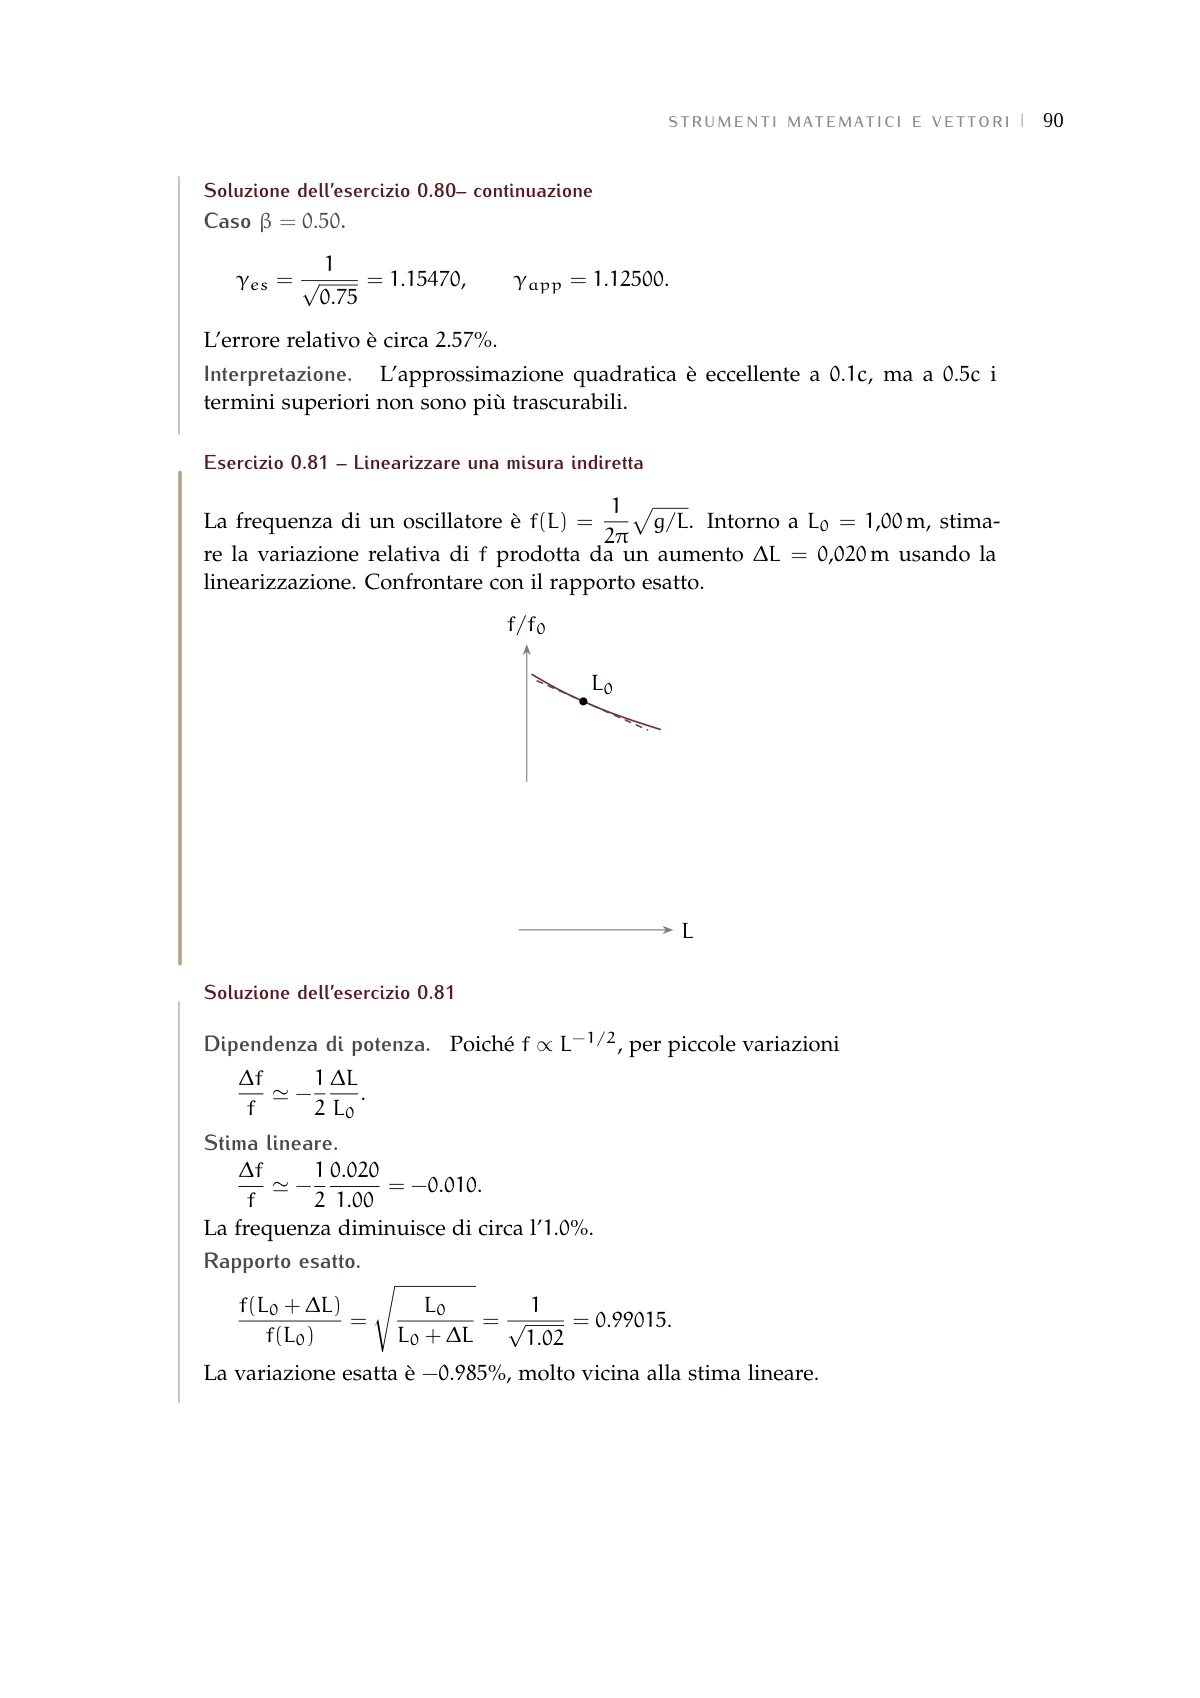 STRUMENTI MATEMATICI E VETTORI | 90
Soluzione dell'esercizio 0.80– continuazione
Caso β = 0.50.
γ_es = 1/√0.75 = 1.15470, γ_app = 1.12500.
L'errore relativo è circa 2.57%.
Interpretazione. L'approssimazione quadratica è eccellente a 0.1c, ma a 0.5c i
termini superiori non sono più trascurabili.
Esercizio 0.81 – Linearizzare una misura indiretta
La frequenza di un oscillatore è f(L) = 1/2π √g/L. Intorno a L₀ = 1,00 m, stima-
re la variazione relativa di f prodotta da un aumento ΔL = 0,020 m usando la
linearizzazione. Confrontare con il rapporto esatto.
f/f₀
L₀
L
Soluzione dell'esercizio 0.81
Dipendenza di potenza. Poiché f ∝ L^−1/2, per piccole variazioni
Δf/f ≃ −1/2 ΔL/L₀.
Stima lineare.
Δf/f ≃ −1/2 0.020/1.00 = −0.010.
La frequenza diminuisce di circa l'1.0%.
Rapporto esatto.
f(L₀ + ΔL)/f(L₀) = √(L₀/(L₀ + ΔL)) = 1/√1.02 = 0.99015.
La variazione esatta è −0.985%, molto vicina alla stima lineare.